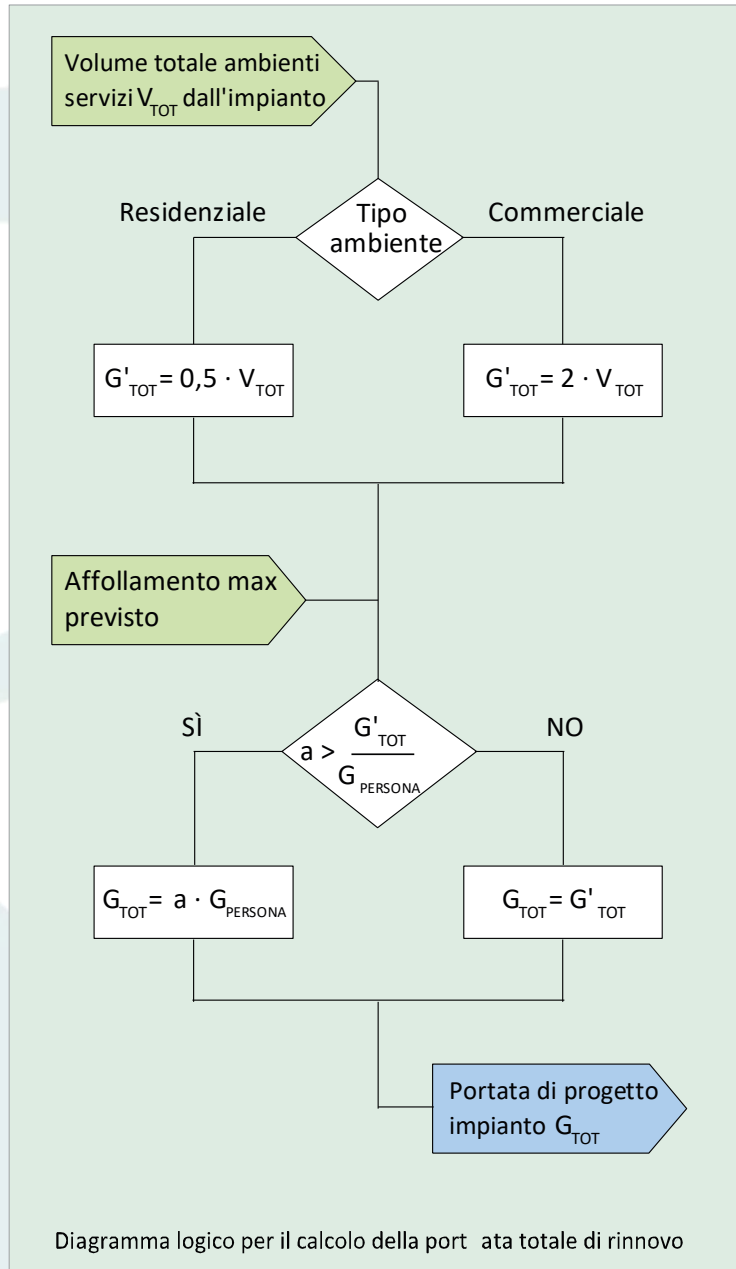 Volume totale ambienti
servizi V_TOT dall'impianto
Residenziale
Tipo
ambiente
Commerciale
G'_TOT = 0,5 · V_TOT
G'_TOT = 2 · V_TOT
Affollamento max
previsto
SÌ
a > G'_TOT / G_PERSONA
NO
G_TOT = a · G_PERSONA
G_TOT = G'_TOT
Portata di progetto
impianto G_TOT
Diagramma logico per il calcolo della port ata totale di rinnovo